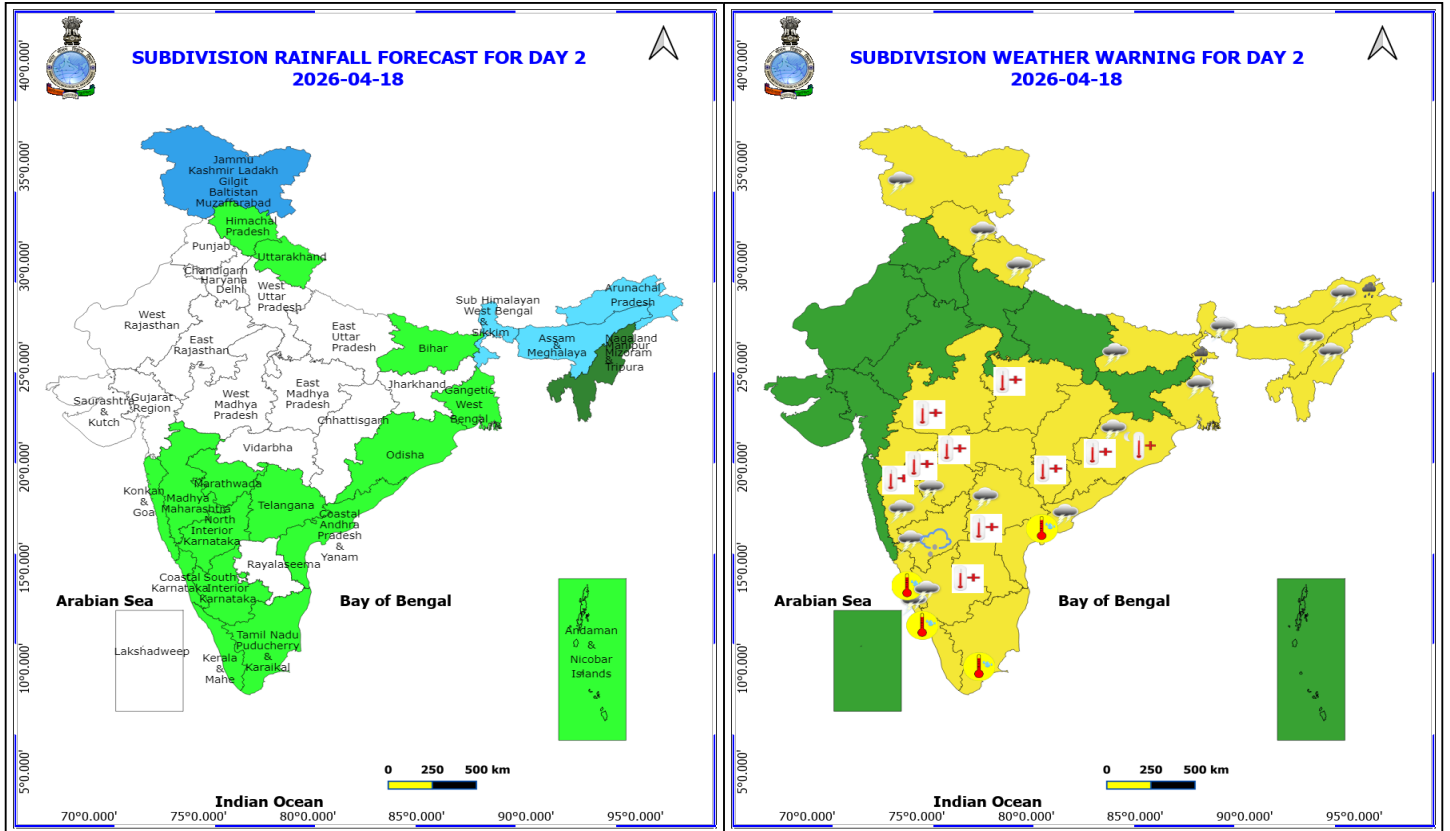 SUBDIVISION RAINFALL FORECAST FOR DAY 2
2026-04-18
40°0.000'
35°0.000'
30°0.000'
25°0.000'
20°0.000'
15°0.000'
10°0.000'
5°0.000'
Jammu
Kashmir Ladakh
Gilgit
Baltistan
Muzaffarabad
Himachal
Pradesh
Punjab
Uttarakhand
Chandigarh
Haryana
Delhi
West
Uttar
Pradesh
West
Rajasthan
East
Rajasthan
East
Uttar
Pradesh
Sub Himalayan
West Bengal
&
Sikkim
Arunachal
Pradesh
Assam
&
Meghalaya
Nagaland
Manipur
Mizoram
&
Tripura
Bihar
Jharkhand
Gangetic
West
Bengal
Saurashtra
&
Kutch
Gujarat
Region
West
Madhya
Pradesh
East
Madhya
Pradesh
Chhattisgarh
Vidarbha
Odisha
Konkan
&
Goa
Marathwada
Madhya
Maharashtra
Telangana
North
Interior
Karnataka
Coastal
Andhra
Pradesh
&
Yanam
Rayalaseema
Coastal
Karnataka
South
Interior
Karnataka
Arabian Sea
Bay of Bengal
Lakshadweep
Kerala
&
Mahe
Tamil Nadu
Puducherry
&
Karaikal
Andaman
&
Nicobar
Islands
0 250 500 km
Indian Ocean
70°0.000' 75°0.000' 80°0.000' 85°0.000' 90°0.000' 95°0.000'
SUBDIVISION WEATHER WARNING FOR DAY 2
2026-04-18
40°0.000'
35°0.000'
30°0.000'
25°0.000'
20°0.000'
15°0.000'
10°0.000'
5°0.000'
Arabian Sea
Bay of Bengal
0 250 500 km
Indian Ocean
70°0.000' 75°0.000' 80°0.000' 85°0.000' 90°0.000' 95°0.000'